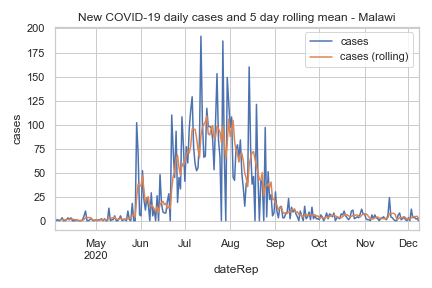 New COVID-19 daily cases and 5 day rolling mean - Malawi
200
175
150
125
100
75
50
25
0
cases
cases
cases (rolling)
May Jun Jul Aug Sep Oct Nov Dec
2020
dateRep